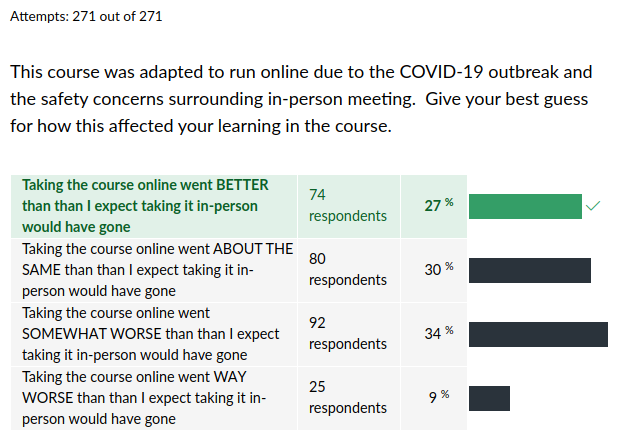 Attempts: 271 out of 271
This course was adapted to run online due to the COVID-19 outbreak and
the safety concerns surrounding in-person meeting.  Give your best guess
for how this affected your learning in the course.
Taking the course online went BETTER
than than I expect taking it in-person
would have gone
74
respondents
27 %
Taking the course online went ABOUT THE
SAME than than I expect taking it in-
person would have gone
80
respondents
30 %
Taking the course online went
SOMEWHAT WORSE than than I expect
taking it in-person would have gone
92
respondents
34 %
Taking the course online went WAY
WORSE than than I expect taking it in-
person would have gone
25
respondents
9 %